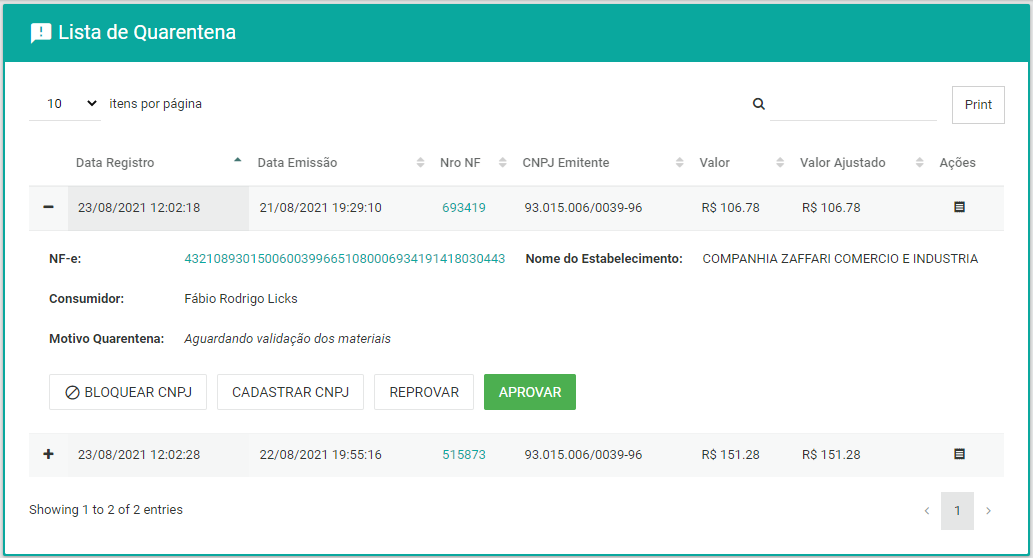 Lista de Quarentena
10 itens por página
Print
Data Registro Data Emissão Nro NF CNPJ Emitente Valor Valor Ajustado Ações
23/08/2021 12:02:18 21/08/2021 19:29:10 693419 93.015.006/0039-96 R$ 106.78 R$ 106.78
NF-e: 43210893015006003996651080006934191418030443 Nome do Estabelecimento: COMPANHIA ZAFFARI COMERCIO E INDUSTRIA
Consumidor: Fábio Rodrigo Licks
Motivo Quarentena: Aguardando validação dos materiais
BLOQUEAR CNPJ CADASTRAR CNPJ REPROVAR APROVAR
23/08/2021 12:02:28 22/08/2021 19:55:16 515873 93.015.006/0039-96 R$ 151.28 R$ 151.28
Showing 1 to 2 of 2 entries
1